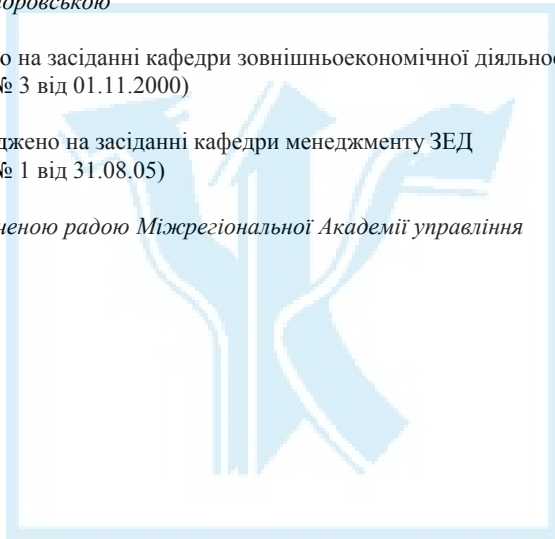 оровською
о на засіданні кафедри зовнішньоекономічної діяльно
№ 3 від 01.11.2000)
джено на засіданні кафедри менеджменту ЗЕД
№ 1 від 31.08.05)
ченою радою Міжрегіональної Академії управління